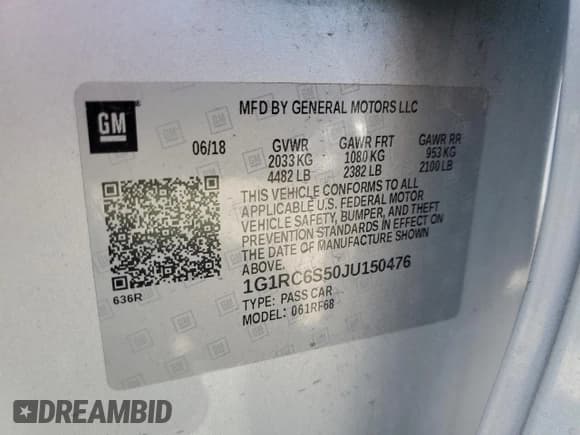 GM
MFD BY GENERAL MOTORS LLC
06/18 GVWR GAWR FRT GAWR RR
2033 KG 1080 KG 953 KG
4482 LB 2382 LB 2100 LB
THIS VEHICLE CONFORMS TO ALL
APPLICABLE U.S. FEDERAL MOTOR
VEHICLE SAFETY, BUMPER, AND THEFT
PREVENTION STANDARDS IN EFFECT ON
THE DATE OF MANUFACTURE SHOWN
ABOVE.
1G1RC6S50JU150476
TYPE: PASS CAR
MODEL: 061RF68
636R
DREAMBID